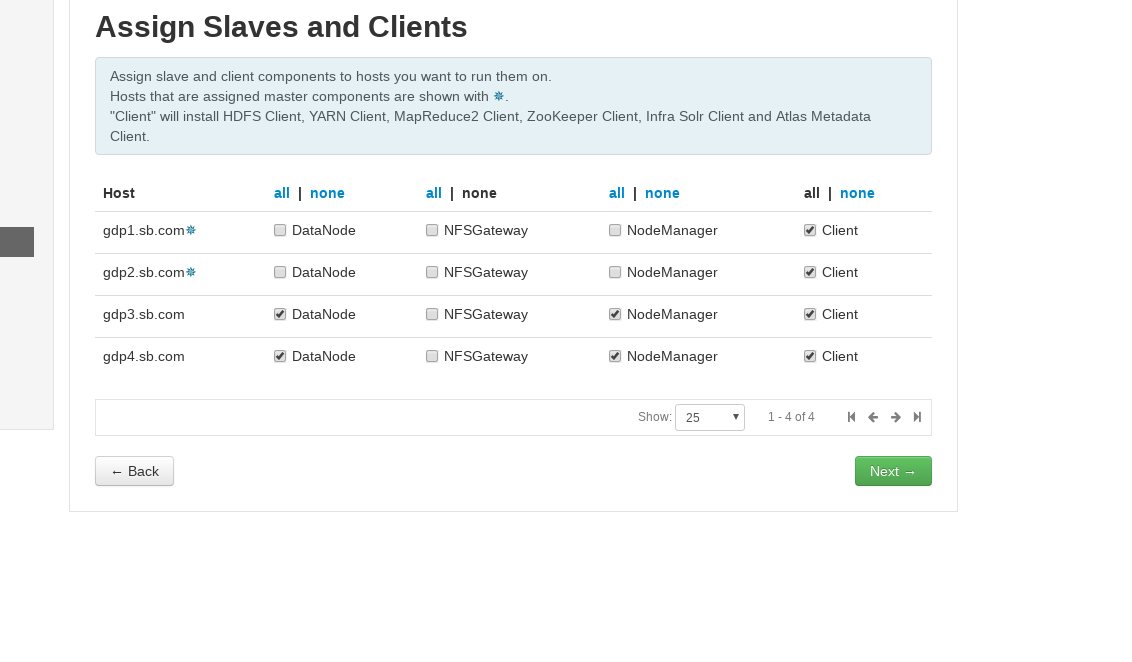 Assign Slaves and Clients
Assign slave and client components to hosts you want to run them on.
Hosts that are assigned master components are shown with ✵.
"Client" will install HDFS Client, YARN Client, MapReduce2 Client, ZooKeeper Client, Infra Solr Client and Atlas Metadata
Client.
Host all | none all | none all | none all | none
gdp1.sb.com✵ DataNode NFSGateway NodeManager Client
gdp2.sb.com✵ DataNode NFSGateway NodeManager Client
gdp3.sb.com DataNode NFSGateway NodeManager Client
gdp4.sb.com DataNode NFSGateway NodeManager Client
Show: 25 1 - 4 of 4
← Back Next →